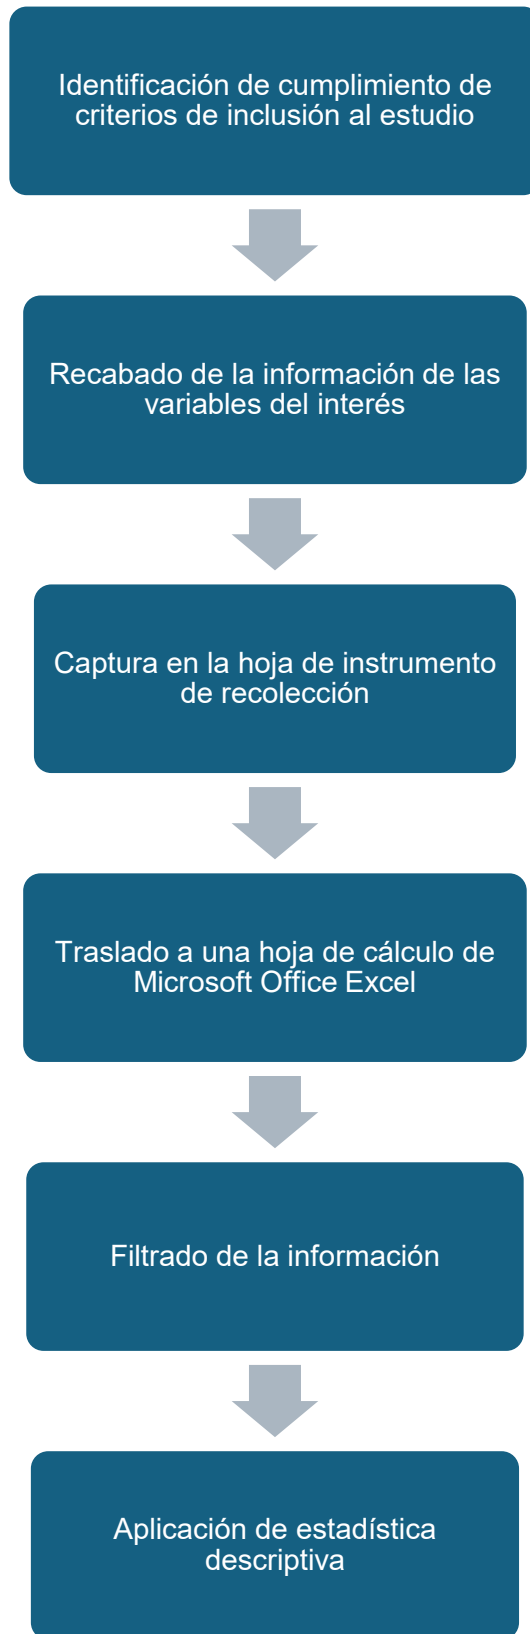 Identificación de cumplimiento de
criterios de inclusión al estudio
Recabado de la información de las
variables del interés
Captura en la hoja de instrumento
de recolección
Traslado a una hoja de cálculo de
Microsoft Office Excel
Filtrado de la información
Aplicación de estadística
descriptiva